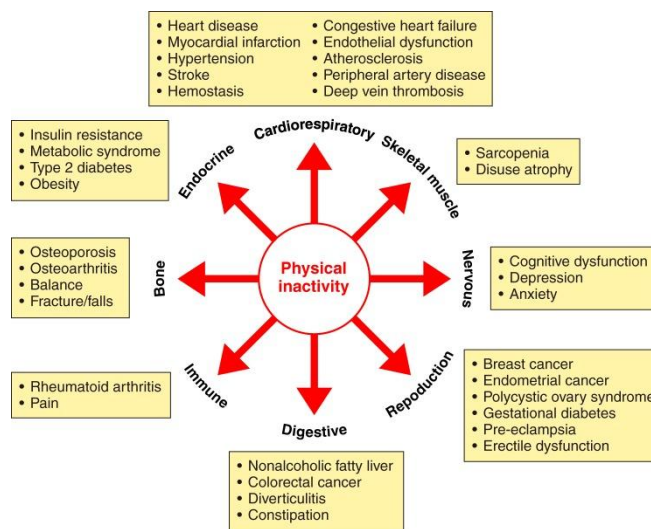 • Heart disease
• Myocardial infarction
• Hypertension
• Stroke
• Hemostasis
• Congestive heart failure
• Endothelial dysfunction
• Atherosclerosis
• Peripheral artery disease
• Deep vein thrombosis
Cardiorespiratory
• Insulin resistance
• Metabolic syndrome
• Type 2 diabetes
• Obesity
Endocrine
Skeletal muscle
• Sarcopenia
• Disuse atrophy
• Osteoporosis
• Osteoarthritis
• Balance
• Fracture/falls
Bone
Physical
inactivity
Nervous
• Cognitive dysfunction
• Depression
• Anxiety
• Rheumatoid arthritis
• Pain
Immune
Digestive
• Nonalcoholic fatty liver
• Colorectal cancer
• Diverticulitis
• Constipation
Repoduction
• Breast cancer
• Endometrial cancer
• Polycystic ovary syndrome
• Gestational diabetes
• Pre-eclampsia
• Erectile dysfunction